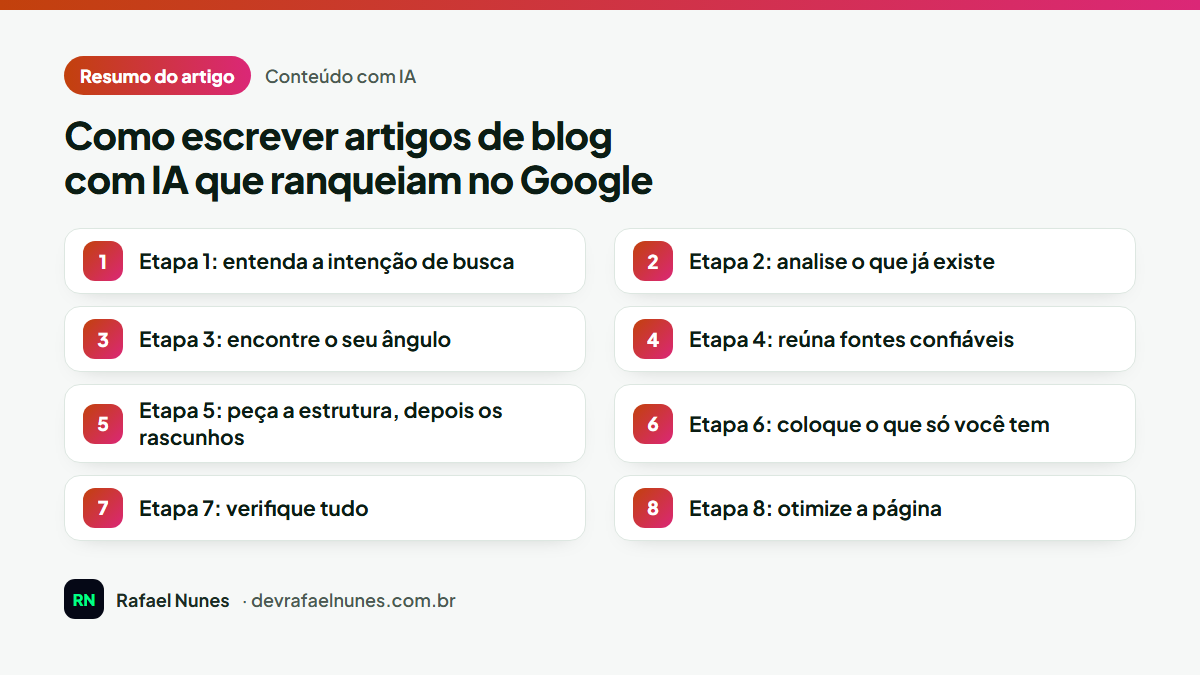 Resumo do artigo
Conteúdo com IA
Como escrever artigos de blog
com IA que ranqueiam no Google
1
Etapa 1: entenda a intenção de busca
2
Etapa 2: analise o que já existe
3
Etapa 3: encontre o seu ângulo
4
Etapa 4: reúna fontes confiáveis
5
Etapa 5: peça a estrutura, depois os
rascunhos
6
Etapa 6: coloque o que só você tem
7
Etapa 7: verifique tudo
8
Etapa 8: otimize a página
RN
Rafael Nunes · devrafaelnunes.com.br